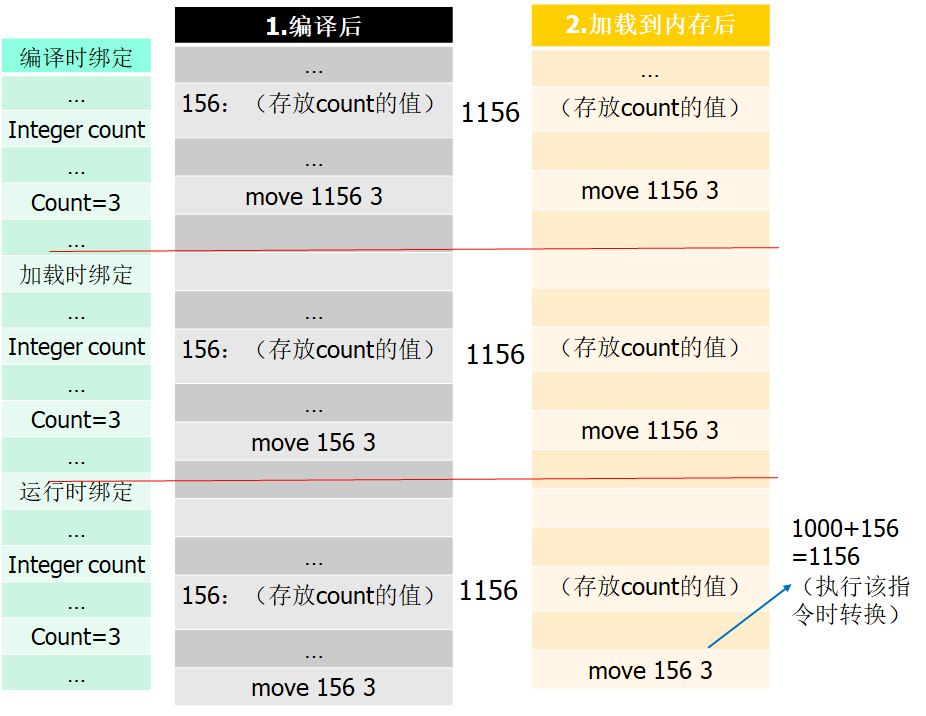 1.编译后
2.加载到内存后
编译时绑定
...
Integer count
...
Count=3
...
加载时绑定
...
Integer count
...
Count=3
...
运行时绑定
...
Integer count
...
Count=3
...
...
156：（存放count的值）
...
move 1156 3
...
156：（存放count的值）
...
move 156 3
...
156：（存放count的值）
...
move 156 3
1156
1156
1156
...
（存放count的值）
move 1156 3
（存放count的值）
move 1156 3
（存放count的值）
move 156 3
1000+156
=1156
（执行该指
令时转换）